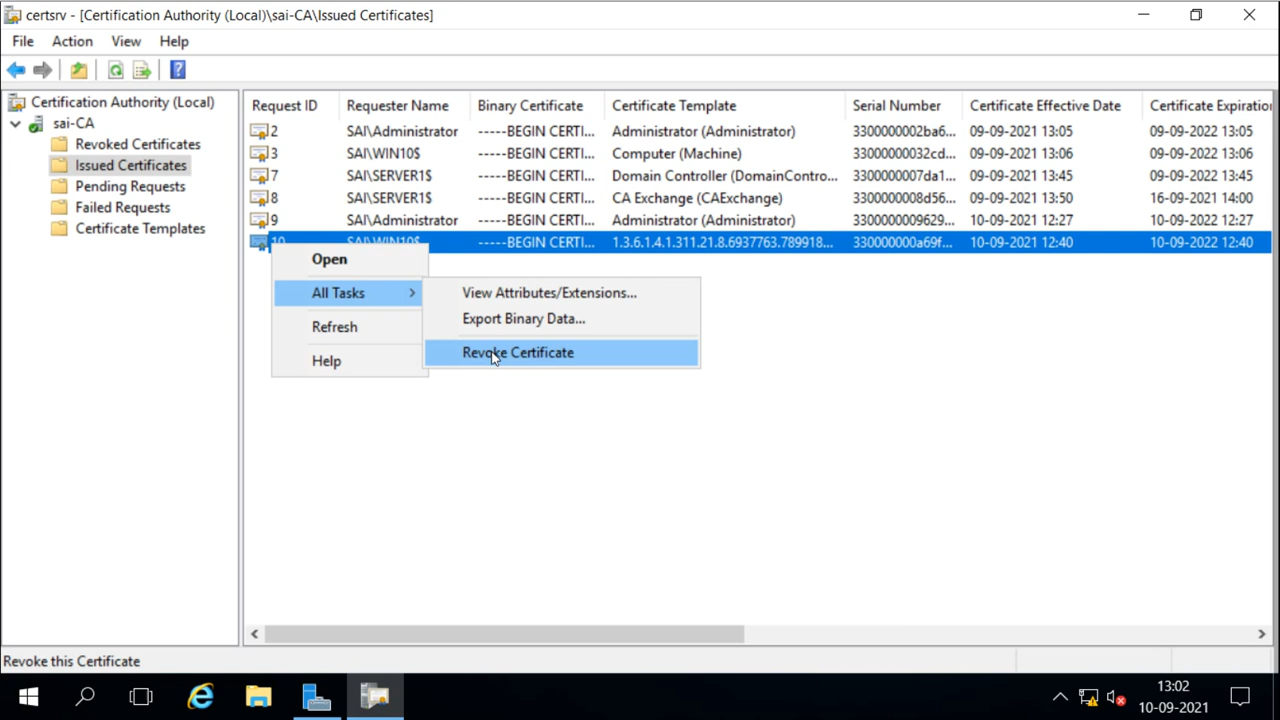 certsrv - [Certification Authority (Local)\sai-CA\Issued Certificates]
File Action View Help
Certification Authority (Local)
sai-CA
Revoked Certificates
Issued Certificates
Pending Requests
Failed Requests
Certificate Templates
Request ID Requester Name Binary Certificate Certificate Template Serial Number Certificate Effective Date Certificate Expiration
2 SAI\Administrator -----BEGIN CERTI... Administrator (Administrator) 3300000002ba6... 09-09-2021 13:05 09-09-2022 13:05
3 SAI\WIN10$ -----BEGIN CERTI... Computer (Machine) 33000000032cd... 09-09-2021 13:06 09-09-2022 13:06
7 SAI\SERVER1$ -----BEGIN CERTI... Domain Controller (DomainContro... 3300000007da1... 09-09-2021 13:45 09-09-2022 13:45
8 SAI\SERVER1$ -----BEGIN CERTI... CA Exchange (CAExchange) 3300000008d56... 09-09-2021 13:50 16-09-2021 14:00
9 SAI\Administrator -----BEGIN CERTI... Administrator (Administrator) 33000000009629... 10-09-2021 12:27 10-09-2022 12:27
10 SAI\WIN10$ -----BEGIN CERTI... 1.3.6.1.4.1.311.21.8.6937763.789918... 330000000a69f... 10-09-2021 12:40 10-09-2022 12:40
Open
All Tasks
Refresh
Help
View Attributes/Extensions...
Export Binary Data...
Revoke Certificate
Revoke this Certificate
13:02
10-09-2021